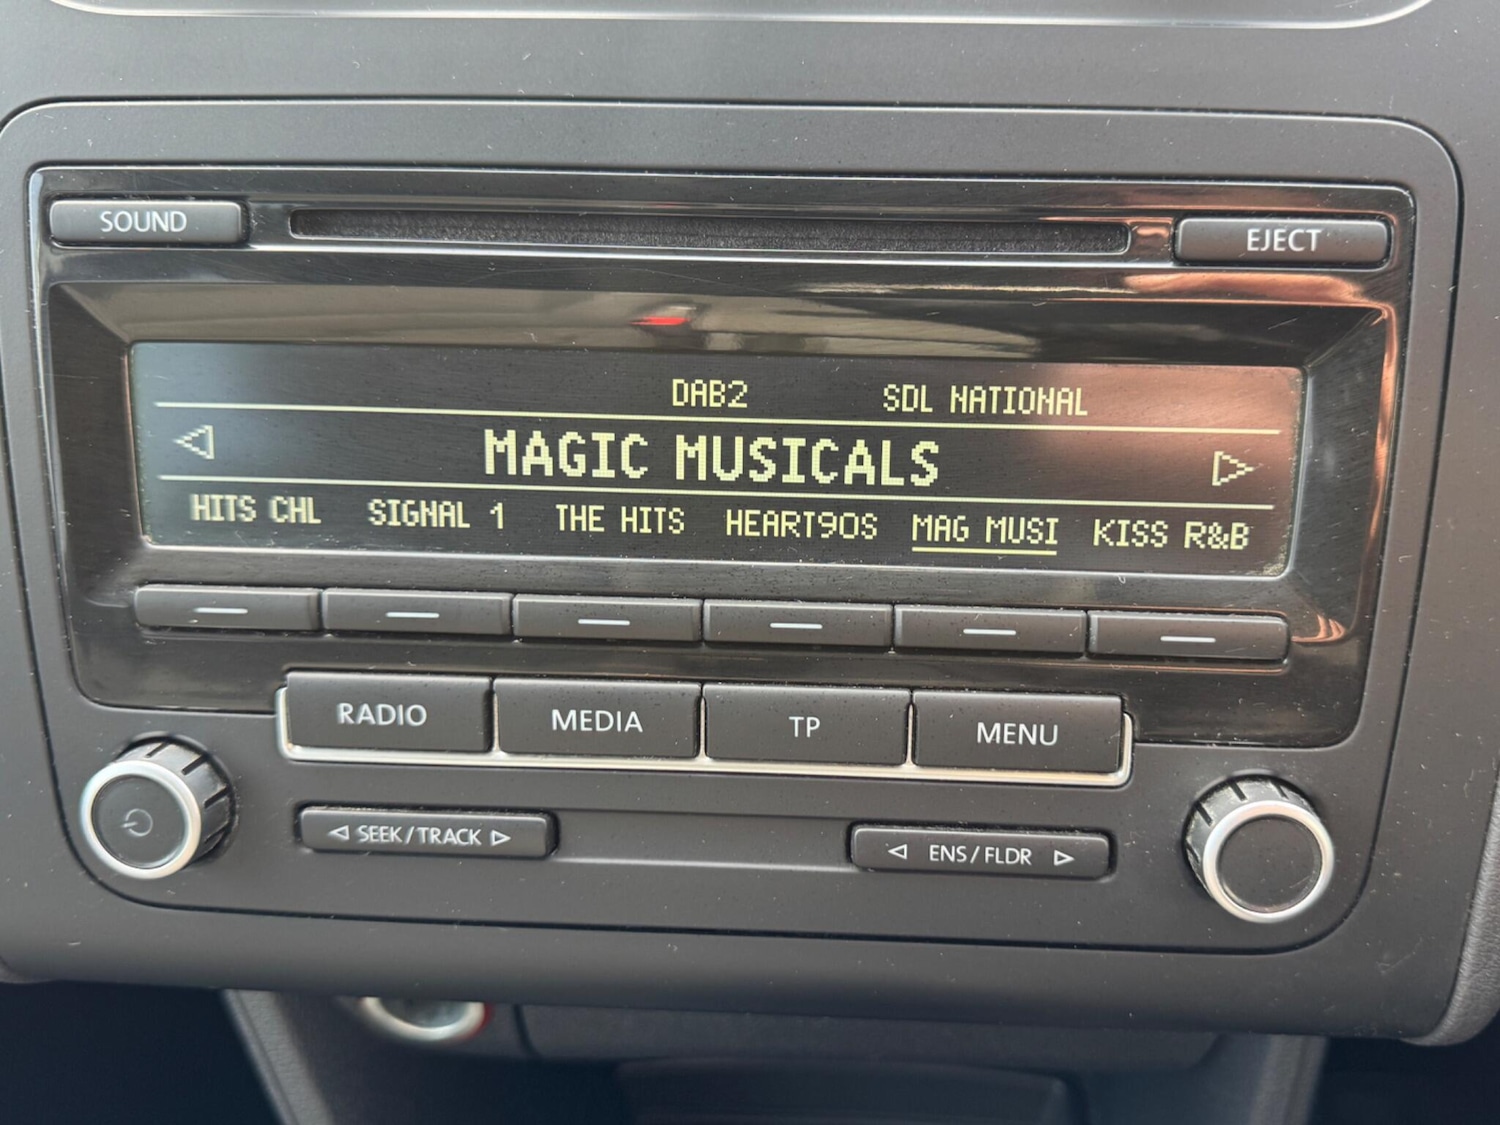 SOUND EJECT
DAB2 SDL NATIONAL
MAGIC MUSICALS
HITS CHL SIGNAL 1 THE HITS HEART90S MAG MUSI KISS R&B
RADIO MEDIA TP MENU
SEEK/TRACK ENS/FLDR